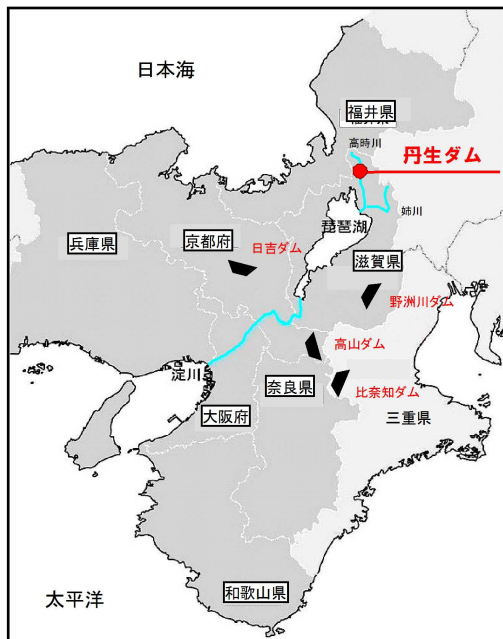 日本海
福井県
高時川
丹生ダム
姉川
琵琶湖
兵庫県
京都府
日吉ダム
滋賀県
野洲川ダム
高山ダム
淀川
奈良県
比奈知ダム
大阪府
三重県
太平洋
和歌山県